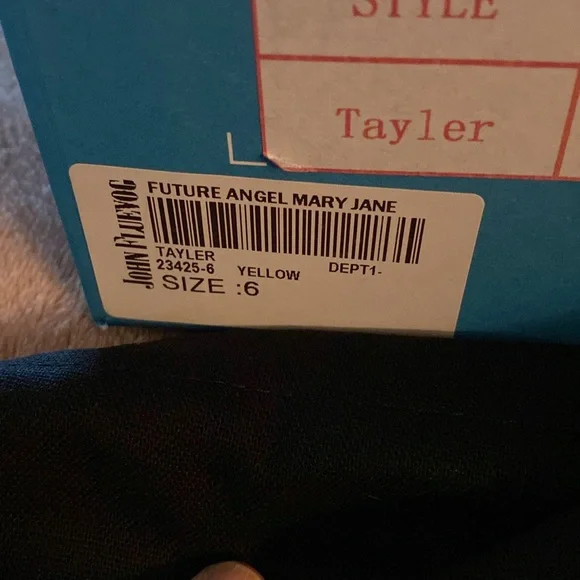 STYLE
Tayler
FUTURE ANGEL MARY JANE
JOHN FLUEVOG
TAYLER
23425-6 YELLOW DEPT1-
SIZE :6